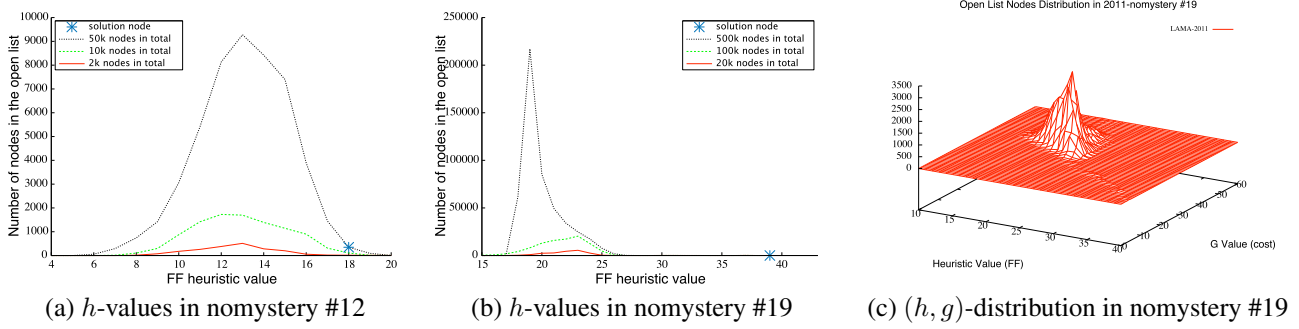 10000
9000
8000
7000
6000
5000
4000
3000
2000
1000
0
4 6 8 10 12 14 16 18 20
Number of nodes in the open list
FF heuristic value
solution node
50k nodes in total
10k nodes in total
2k nodes in total
(a) h-values in nomystery #12
250000
200000
150000
100000
50000
0
15 20 25 30 35 40
Number of nodes in the open list
FF heuristic value
solution node
500k nodes in total
100k nodes in total
20k nodes in total
(b) h-values in nomystery #19
Open List Nodes Distribution in 2011-nomystery #19
LAMA-2011
3500
3000
2500
2000
1500
1000
500
0
10 15 20 25 30 35 40
Heuristic Value (FF)
0 10 20 30 40 50 60
G Value (cost)
(c) (h, g)-distribution in nomystery #19